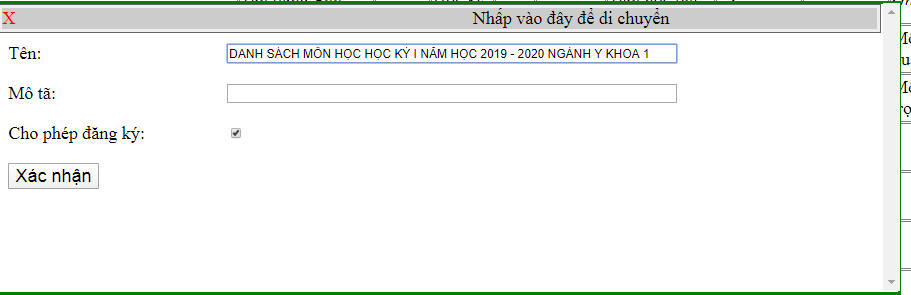 X Nhấp vào đây để di chuyển
Tên: DANH SÁCH MÔN HỌC HỌC KỲ I NĂM HỌC 2019 - 2020 NGÀNH Y KHOA 1
Mô tã:
Cho phép đăng ký:
Xác nhận